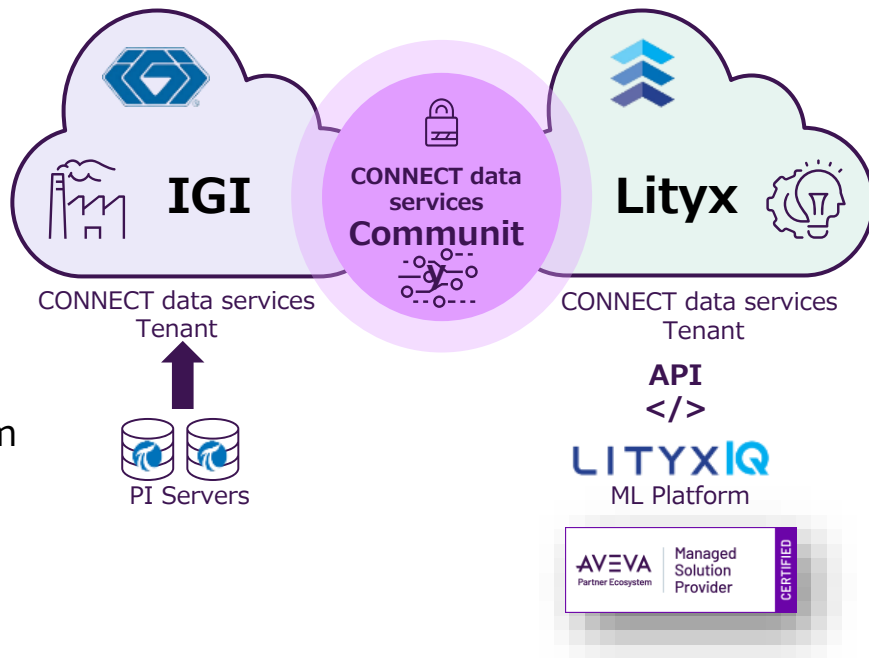 IGI
CONNECT data
services
Communit
y
Lityx
CONNECT data services
Tenant
CONNECT data services
Tenant
API
</>
m
PI Servers
LITYXIQ
ML Platform
AVEVA
Partner Ecosystem
Managed
Solution
Provider
CERTIFIED